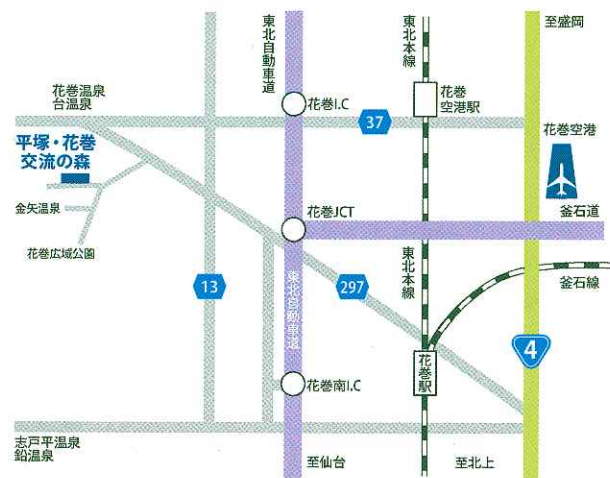 東北自動車道
東北本線
至盛岡
花巻温泉
台温泉
花巻I.C
花巻
空港駅
37
花巻空港
平塚・花巻
交流の森
金矢温泉
花巻広域公園
花巻JCT
釜石道
13
297
東北自動車道
東北本線
釜石線
4
花巻駅
花巻南I.C
志戸平温泉
鉛温泉
至仙台
至北上